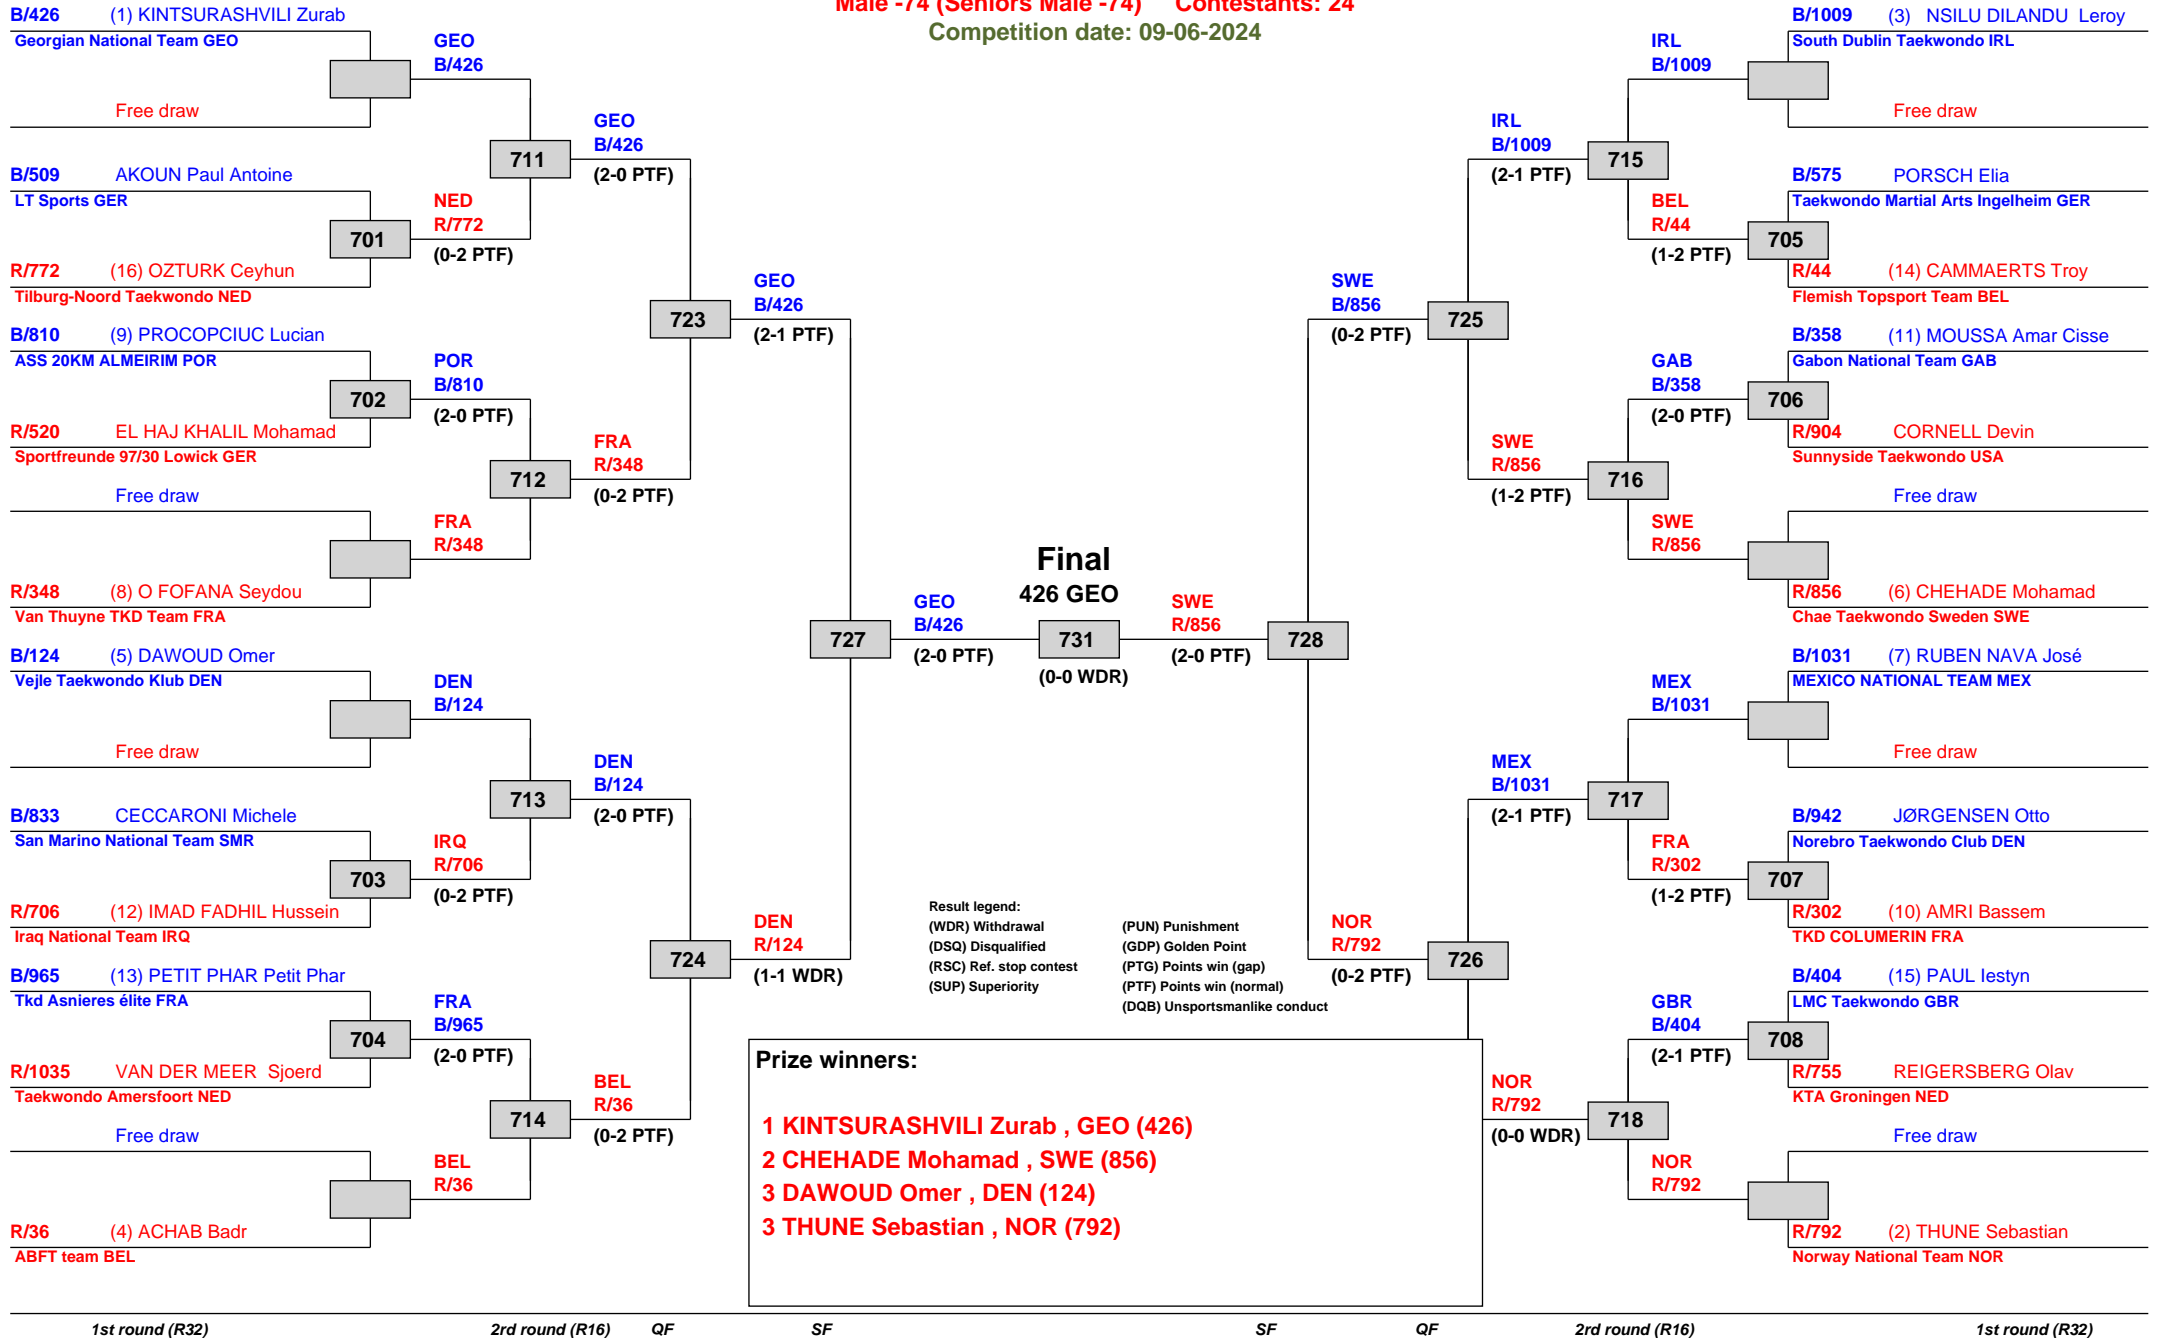 Male -74 (Seniors Male -74) Contestants: 24
Competition date: 09-06-2024
B/426 (1) KINTSURASHVILI Zurab
Georgian National Team GEO
Free draw
B/509 AKOUN Paul Antoine
LT Sports GER
701
R/772 (16) OZTURK Ceyhun
Tilburg-Noord Taekwondo NED
B/810 (9) PROCOPCIUC Lucian
ASS 20KM ALMEIRIM POR
702
R/520 EL HAJ KHALIL Mohamad
Sportfreunde 97/30 Lowick GER
Free draw
R/348 (8) O FOFANA Seydou
Van Thuyne TKD Team FRA
B/124 (5) DAWOUD Omer
Vejle Taekwondo Klub DEN
Free draw
B/833 CECCARONI Michele
San Marino National Team SMR
703
R/706 (12) IMAD FADHIL Hussein
Iraq National Team IRQ
B/965 (13) PETIT PHAR Petit Phar
Tkd Asnieres élite FRA
704
R/1035 VAN DER MEER Sjoerd
Taekwondo Amersfoort NED
Free draw
R/36 (4) ACHAB Badr
ABFT team BEL
GEO
B/426
711
NED
R/772
(0-2 PTF)
POR
B/810
(2-0 PTF)
712
FRA
R/348
DEN
B/124
713
IRQ
R/706
(0-2 PTF)
FRA
B/965
(2-0 PTF)
714
BEL
R/36
GEO
B/426
(2-0 PTF)
723
FRA
R/348
(0-2 PTF)
DEN
B/124
(2-0 PTF)
724
BEL
R/36
(0-2 PTF)
GEO
B/426
(2-1 PTF)
727
DEN
R/124
(1-1 WDR)
GEO
B/426
(2-0 PTF)
Final
426 GEO
731
(0-0 WDR)
SWE
R/856
(2-0 PTF)
728
SWE
B/856
(0-2 PTF)
725
NOR
R/792
(0-2 PTF)
726
IRL
B/1009
(2-1 PTF)
715
SWE
R/856
(1-2 PTF)
716
MEX
B/1031
(2-1 PTF)
717
NOR
R/792
(0-0 WDR)
718
IRL
B/1009
BEL
R/44
(1-2 PTF)
705
GAB
B/358
(2-0 PTF)
706
SWE
R/856
MEX
B/1031
FRA
R/302
(1-2 PTF)
707
GBR
B/404
(2-1 PTF)
708
NOR
R/792
B/1009 (3) NSILU DILANDU Leroy
South Dublin Taekwondo IRL
Free draw
B/575 PORSCH Elia
Taekwondo Martial Arts Ingelheim GER
R/44 (14) CAMMAERTS Troy
Flemish Topsport Team BEL
B/358 (11) MOUSSA Amar Cisse
Gabon National Team GAB
R/904 CORNELL Devin
Sunnyside Taekwondo USA
Free draw
R/856 (6) CHEHADE Mohamad
Chae Taekwondo Sweden SWE
B/1031 (7) RUBEN NAVA José
MEXICO NATIONAL TEAM MEX
Free draw
B/942 JØRGENSEN Otto
Norebro Taekwondo Club DEN
R/302 (10) AMRI Bassem
TKD COLUMERIN FRA
B/404 (15) PAUL Iestyn
LMC Taekwondo GBR
R/755 REIGERSBERG Olav
KTA Groningen NED
Free draw
R/792 (2) THUNE Sebastian
Norway National Team NOR
Result legend:
(WDR) Withdrawal (PUN) Punishment
(DSQ) Disqualified (GDP) Golden Point
(RSC) Ref. stop contest (PTG) Points win (gap)
(SUP) Superiority (PTF) Points win (normal)
(DQB) Unsportsmanlike conduct
Prize winners:
1 KINTSURASHVILI Zurab , GEO (426)
2 CHEHADE Mohamad , SWE (856)
3 DAWOUD Omer , DEN (124)
3 THUNE Sebastian , NOR (792)
1st round (R32) 2rd round (R16) QF SF SF QF 2rd round (R16) 1st round (R32)